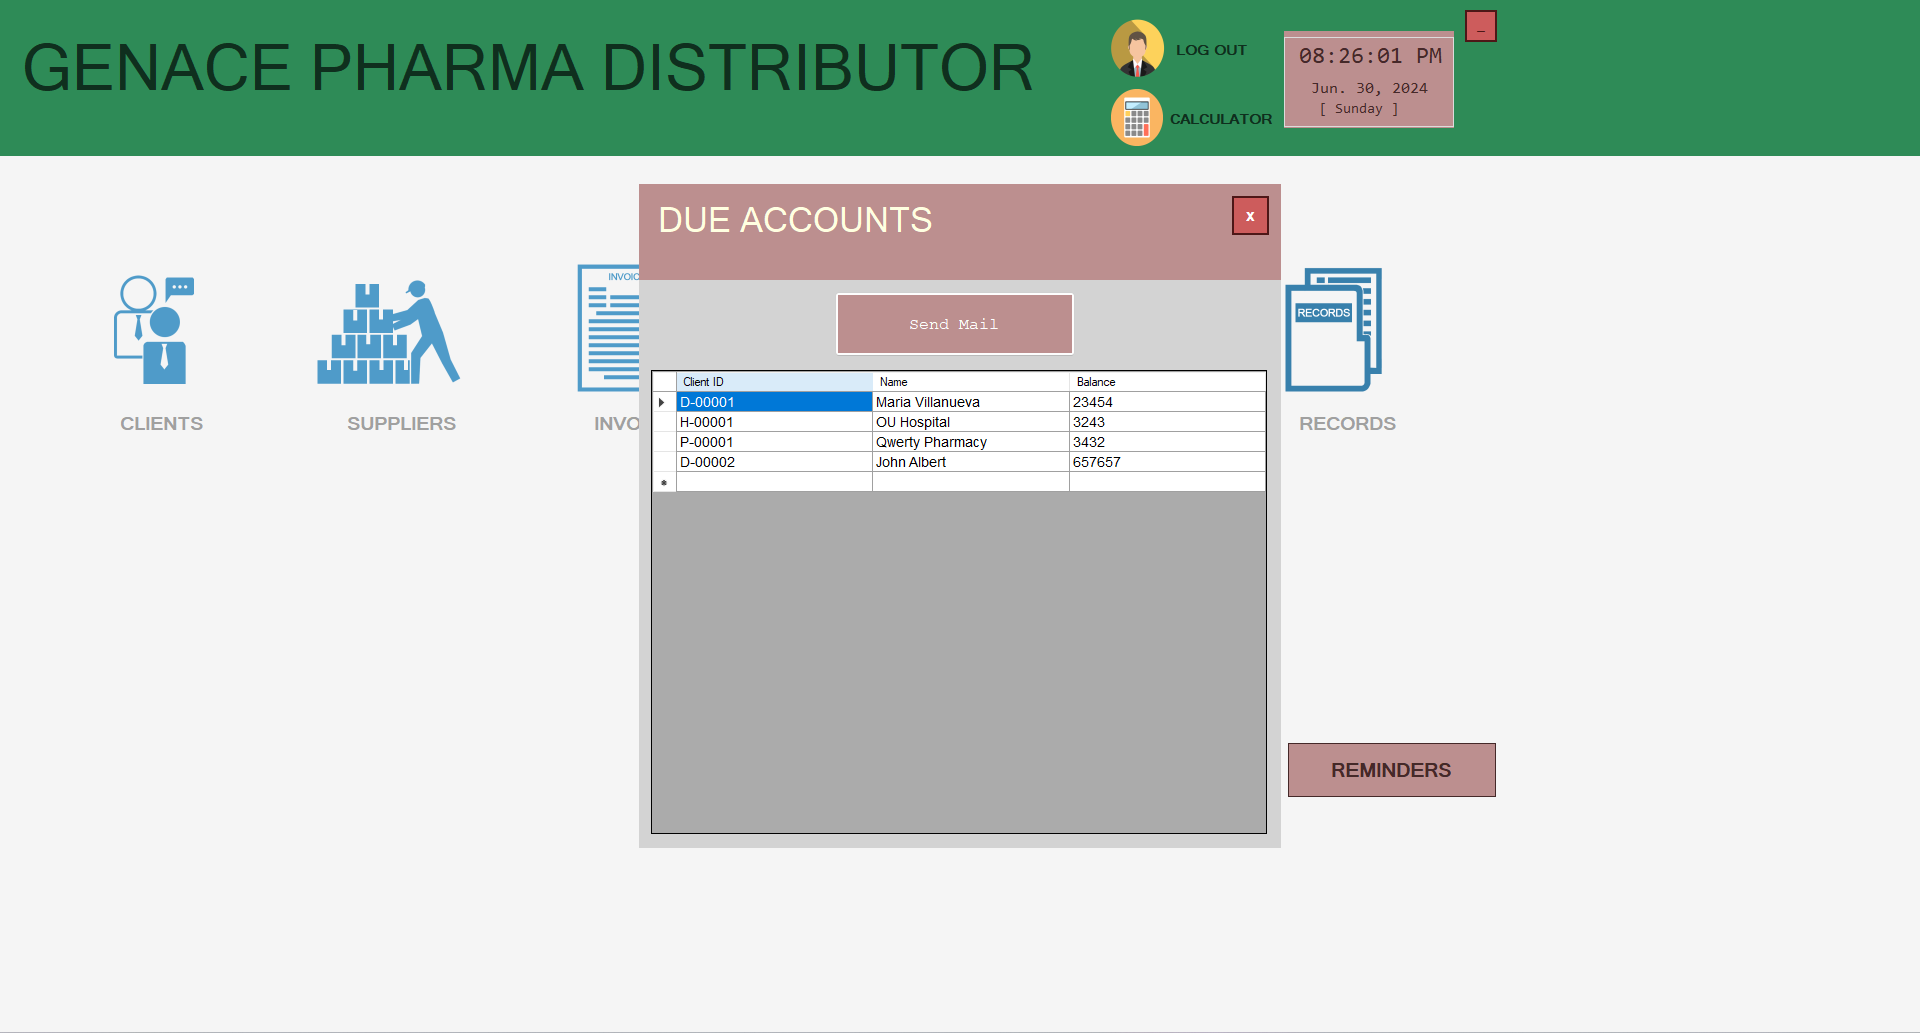 GENACE PHARMA DISTRIBUTOR
LOG OUT
CALCULATOR
08:26:01 PM
Jun. 30, 2024
[ Sunday ]
_
DUE ACCOUNTS
x
Send Mail
Client ID Name Balance
D-00001 Maria Villanueva 23454
H-00001 OU Hospital 3243
P-00001 Qwerty Pharmacy 3432
D-00002 John Albert 657657
CLIENTS
SUPPLIERS
INVOIC
INVO
RECORDS
RECORDS
REMINDERS